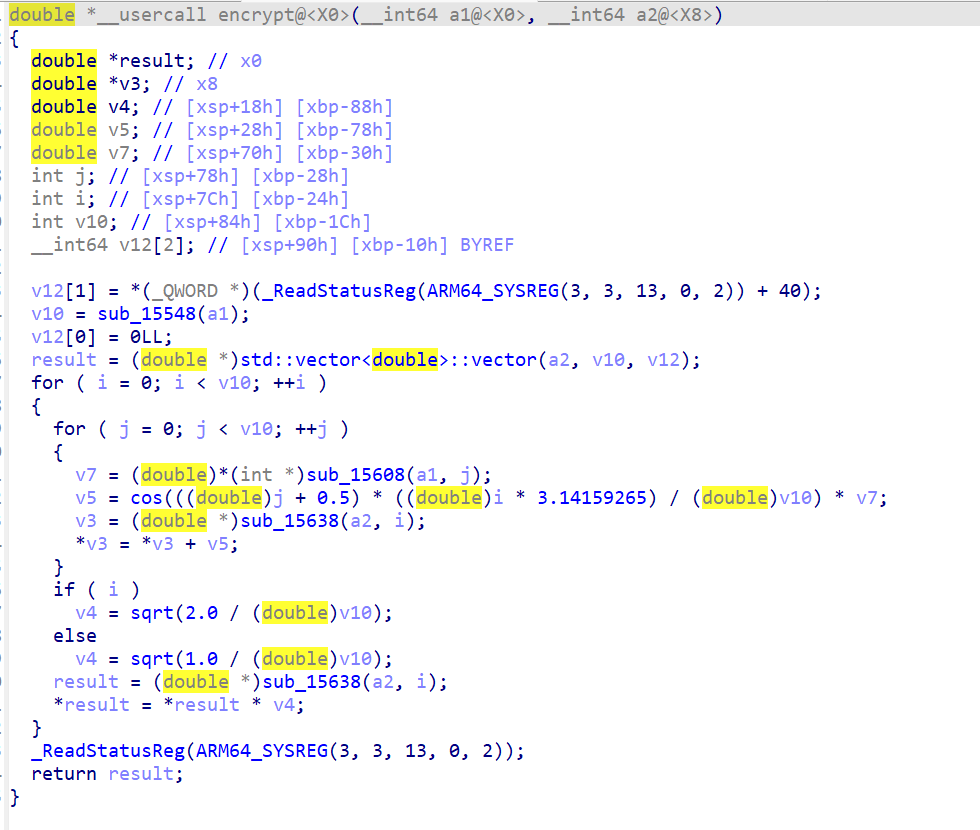 double *__usercall encrypt@<X0>(__int64 a1@<X0>, __int64 a2@<X8>)
{
double *result; // x0
double *v3; // x8
double v4; // [xsp+18h] [xbp-88h]
double v5; // [xsp+28h] [xbp-78h]
double v7; // [xsp+70h] [xbp-30h]
int j; // [xsp+78h] [xbp-28h]
int i; // [xsp+7Ch] [xbp-24h]
int v10; // [xsp+84h] [xbp-1Ch]
__int64 v12[2]; // [xsp+90h] [xbp-10h] BYREF
v12[1] = *(_QWORD *)(_ReadStatusReg(ARM64_SYSREG(3, 3, 13, 0, 2)) + 40);
v10 = sub_15548(a1);
v12[0] = 0LL;
result = (double *)std::vector<double>::vector(a2, v10, v12);
for ( i = 0; i < v10; ++i )
{
for ( j = 0; j < v10; ++j )
{
v7 = (double)*(int *)sub_15608(a1, j);
v5 = cos(((double)j + 0.5) * ((double)i * 3.14159265) / (double)v10) * v7;
v3 = (double *)sub_15638(a2, i);
*v3 = *v3 + v5;
}
if ( i )
v4 = sqrt(2.0 / (double)v10);
else
v4 = sqrt(1.0 / (double)v10);
result = (double *)sub_15638(a2, i);
*result = *result * v4;
}
_ReadStatusReg(ARM64_SYSREG(3, 3, 13, 0, 2));
return result;
}